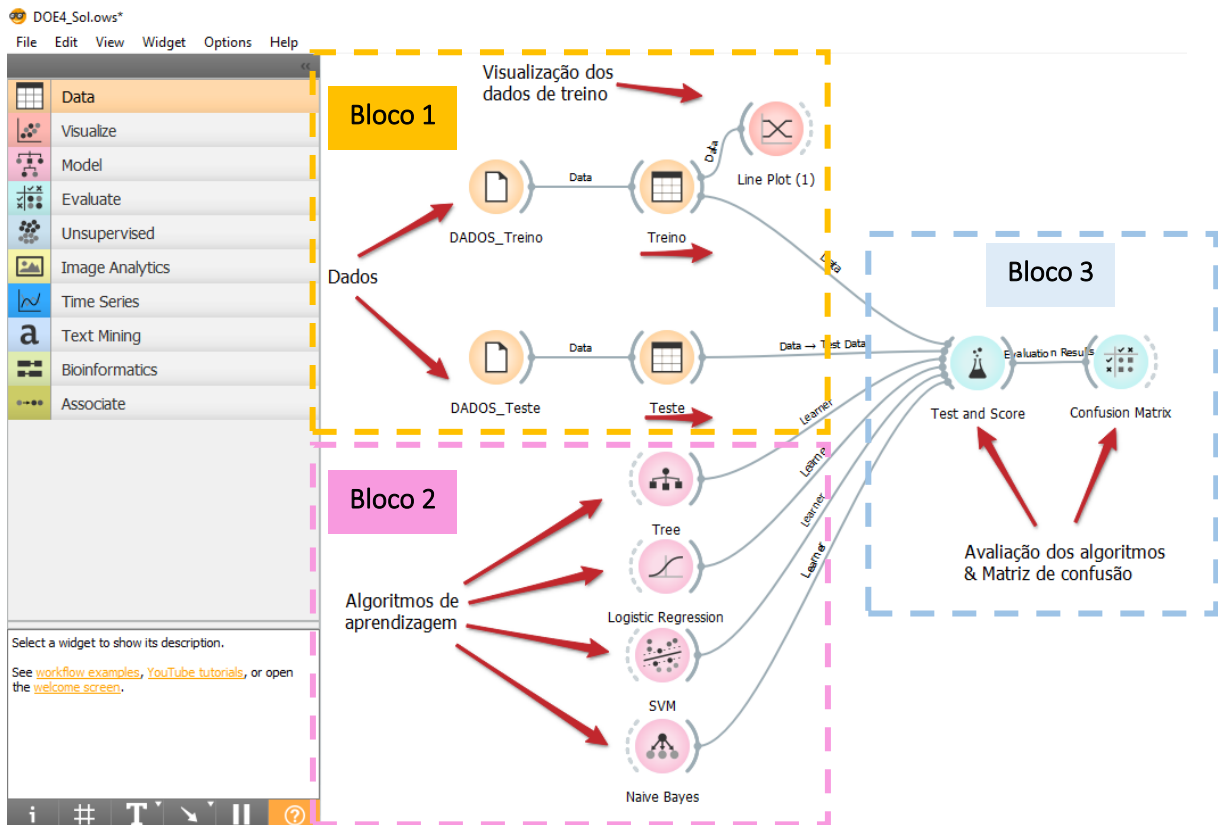 DOE4_Sol.ows*
File Edit View Widget Options Help
Data
Visualize
Model
Evaluate
Unsupervised
Image Analytics
Time Series
a Text Mining
Bioinformatics
Associate
Select a widget to show its description.
See workflow examples, YouTube tutorials, or open
the welcome screen.
i # T ?
Bloco 1
Visualização dos
dados de treino
Data
Line Plot (1)
Data
DADOS_Treino
Treino
Data
Dados
Data
Data → Test Data
DADOS_Teste
Teste
Bloco 2
Learner
Learner
Learner
Learner
Tree
Logistic Regression
SVM
Naive Bayes
Algoritmos de
aprendizagem
Bloco 3
Evaluation Results
Test and Score
Confusion Matrix
Avaliação dos algoritmos
& Matriz de confusão